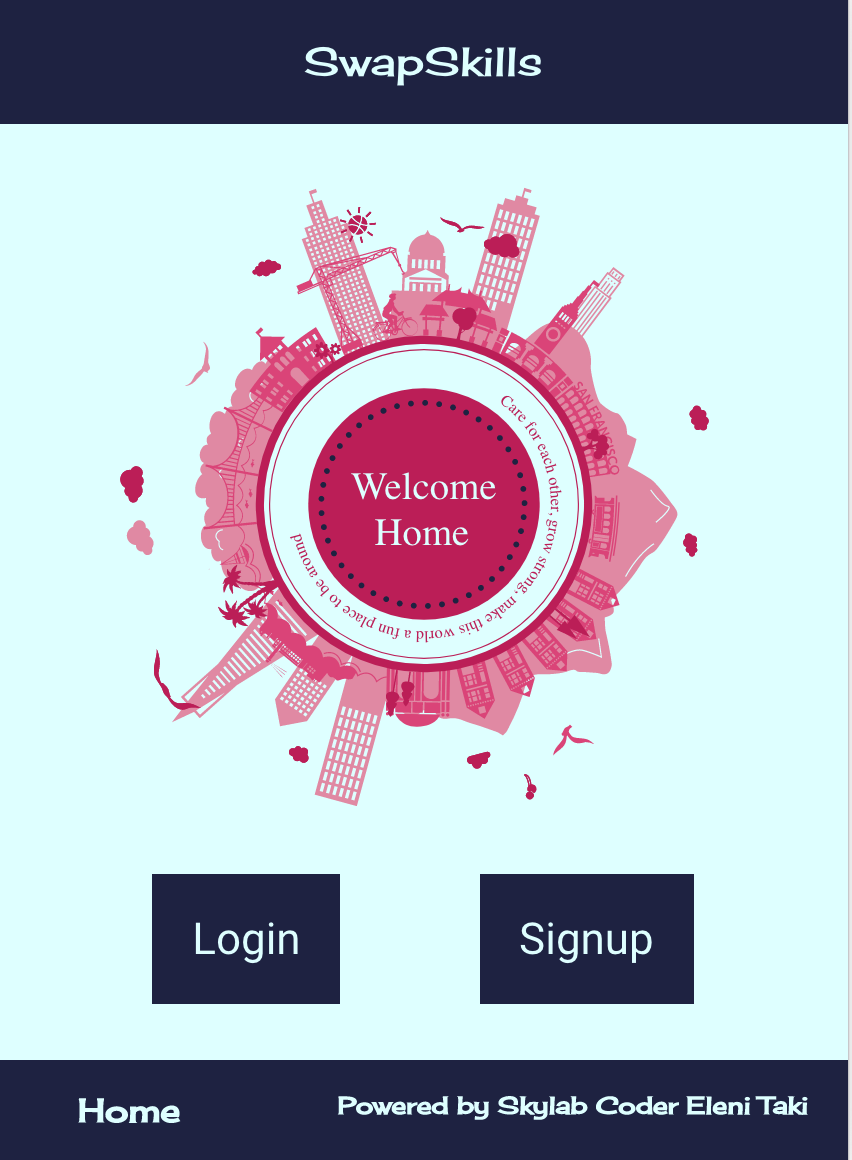 SwapSkills
SAN FRANCISCO
Care for each other, grow strong, make this world a fun place to be around
Welcome
Home
Login
Signup
Home
Powered by Skylab Coder Eleni Taki